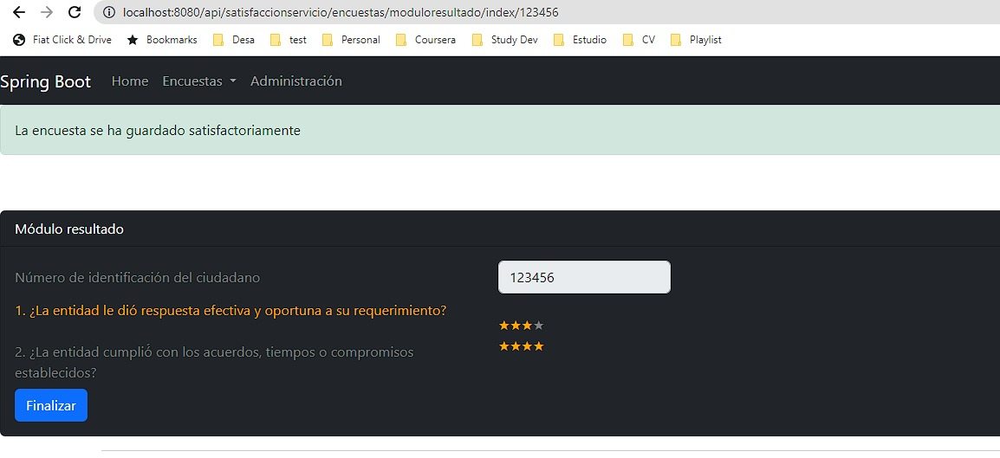 localhost:8080/api/satisfaccionservicio/encuestas/moduloresultado/index/123456
Fiat Click & Drive Bookmarks Desa test Personal Coursera Study Dev Estudio CV Playlist
Spring Boot Home Encuestas Administración
La encuesta se ha guardado satisfactoriamente
Módulo resultado
Número de identificación del ciudadano 123456
1. ¿La entidad le dió respuesta efectiva y oportuna a su requerimiento?
★★★★
2. ¿La entidad cumplió́ con los acuerdos, tiempos o compromisos
★★★★
establecidos?
Finalizar